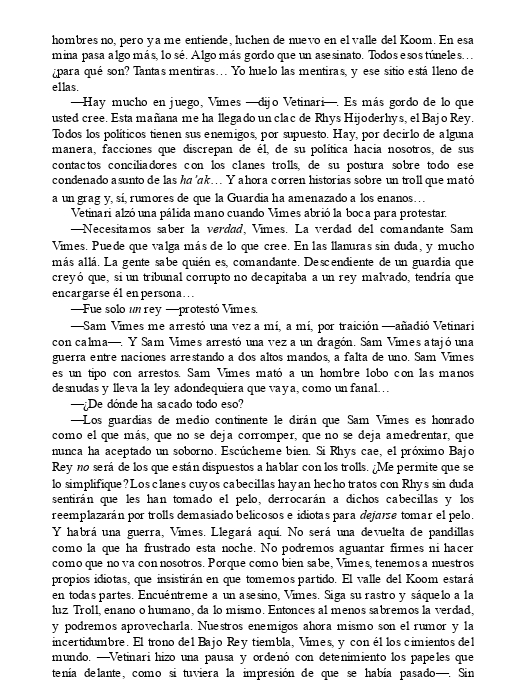 hombres no, pero ya me entiende, luchen de nuevo en el valle del Koom. En esa
mina pasa algo más, lo sé. Algo más gordo que un asesinato. Todos esos túneles…
¿para qué son? Tantas mentiras… Yo huelo las mentiras, y ese sitio está lleno de
ellas.
—Hay mucho en juego, Vimes —dijo Vetinari—. Es más gordo de lo que
usted cree. Esta mañana me ha llegado un clac de Rhys Hijoderhys, el Bajo Rey.
Todos los políticos tienen sus enemigos, por supuesto. Hay, por decirlo de alguna
manera, facciones que discrepan de él, de su política hacia nosotros, de sus
contactos conciliadores con los clanes trolls, de su postura sobre todo ese
condenado asunto de las ha'ak… Y ahora corren historias sobre un troll que mató
a un grag y, sí, rumores de que la Guardia ha amenazado a los enanos…
Vetinari alzó una pálida mano cuando Vimes abrió la boca para protestar.
—Necesitamos saber la verdad, Vimes. La verdad del comandante Sam
Vimes. Puede que valga más de lo que cree. En las llanuras sin duda, y mucho
más allá. La gente sabe quién es, comandante. Descendiente de un guardia que
creyó que, si un tribunal corrupto no decapitaba a un rey malvado, tendría que
encargarse él en persona…
—Fue solo un rey —protestó Vimes.
—Sam Vimes me arrestó una vez a mí, a mí, por traición —añadió Vetinari
con calma—. Y Sam Vimes arrestó una vez a un dragón. Sam Vimes atajó una
guerra entre naciones arrestando a dos altos mandos, a falta de uno. Sam Vimes
es un tipo con arrestos. Sam Vimes mató a un hombre lobo con las manos
desnudas y lleva la ley adondequiera que vaya, como un fanal…
—¿De dónde ha sacado todo eso?
—Los guardias de medio continente le dirán que Sam Vimes es honrado
como el que más, que no se deja corromper, que no se deja amedrentar, que
nunca ha aceptado un soborno. Escúcheme bien. Si Rhys cae, el próximo Bajo
Rey no será de los que están dispuestos a hablar con los trolls. ¿Me permite que se
lo simplifique? Los clanes cuyos cabecillas hayan hecho tratos con Rhys sin duda
sentirán que les han tomado el pelo, derrocarán a dichos cabecillas y los
reemplazarán por trolls demasiado belicosos e idiotas para dejarse tomar el pelo.
Y habrá una guerra, Vimes. Llegará aquí. No será una devuelta de pandillas
como la que ha frustrado esta noche. No podremos aguantar firmes ni hacer
como que no va con nosotros. Porque como bien sabe, Vimes, tenemos a nuestros
propios idiotas, que insistirán en que tomemos partido. El valle del Koom estará
en todas partes. Encuéntreme a un asesino, Vimes. Siga su rastro y sáquelo a la
luz. Troll, enano o humano, da lo mismo. Entonces al menos sabremos la verdad,
y podremos aprovecharla. Nuestros enemigos ahora mismo son el rumor y la
incertidumbre. El trono del Bajo Rey tiembla, Vimes, y con él los cimientos del
mundo. —Vetinari hizo una pausa y ordenó con detenimiento los papeles que
tenía delante, como si tuviera la impresión de que se había pasado—. Sin